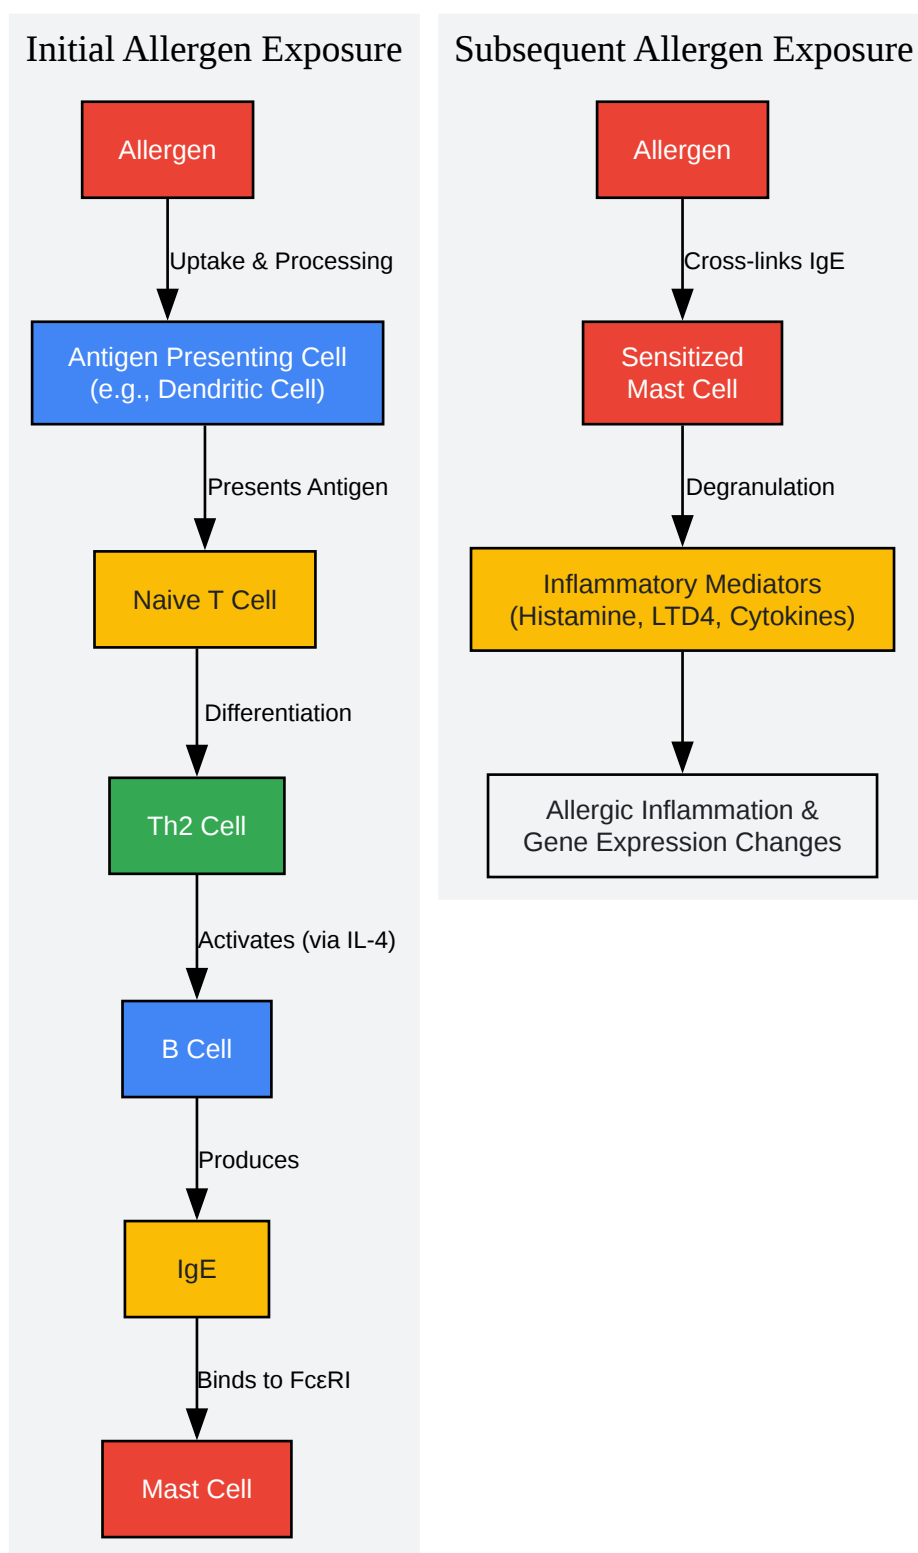 Initial Allergen Exposure
Allergen
Uptake & Processing
Antigen Presenting Cell
(e.g., Dendritic Cell)
Presents Antigen
Naive T Cell
Differentiation
Th2 Cell
Activates (via IL-4)
B Cell
Produces
IgE
Binds to FcεRI
Mast Cell
Subsequent Allergen Exposure
Allergen
Cross-links IgE
Sensitized
Mast Cell
Degranulation
Inflammatory Mediators
(Histamine, LTD4, Cytokines)
Allergic Inflammation &
Gene Expression Changes